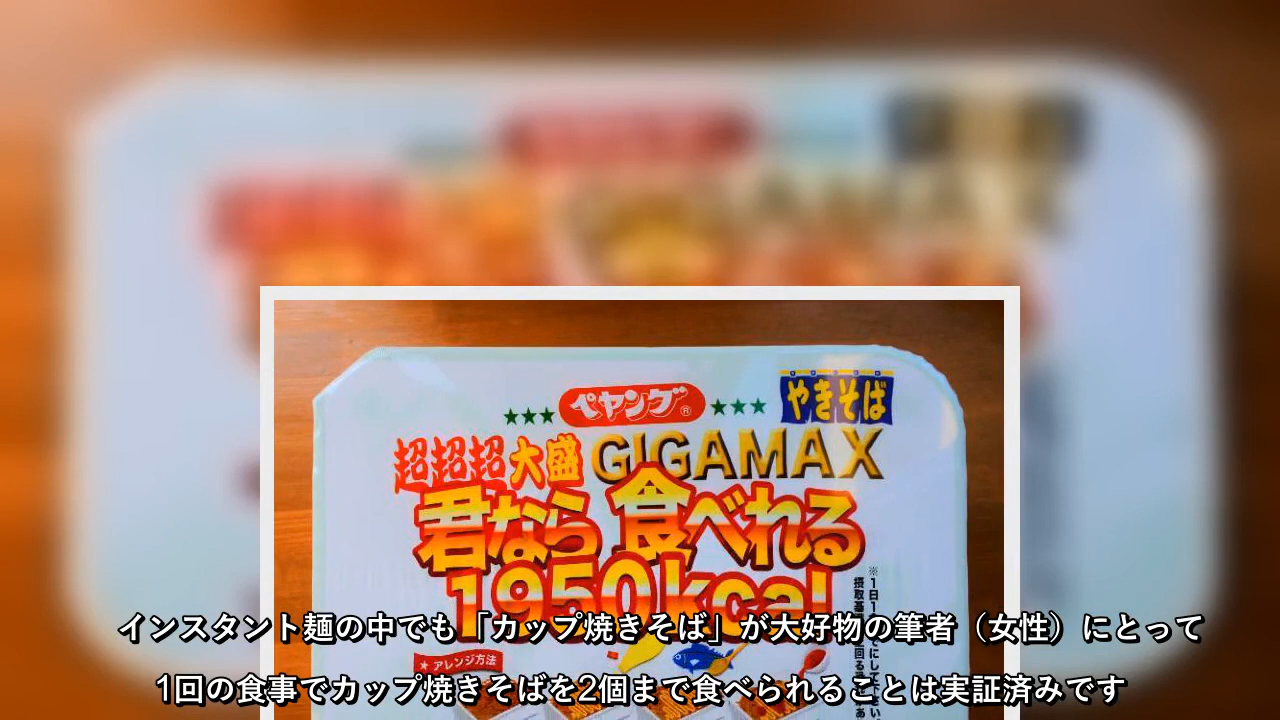 ★★★ ペヤング® ★★★
やきそば
超超超大盛 GIGAMAX
君なら 食べれる
1950kcal
★ アレンジ方法
インスタント麺の中でも「カップ焼きそば」が大好物の筆者（女性）にとって
1回の食事でカップ焼きそばを2個まで食べられることは実証済みです